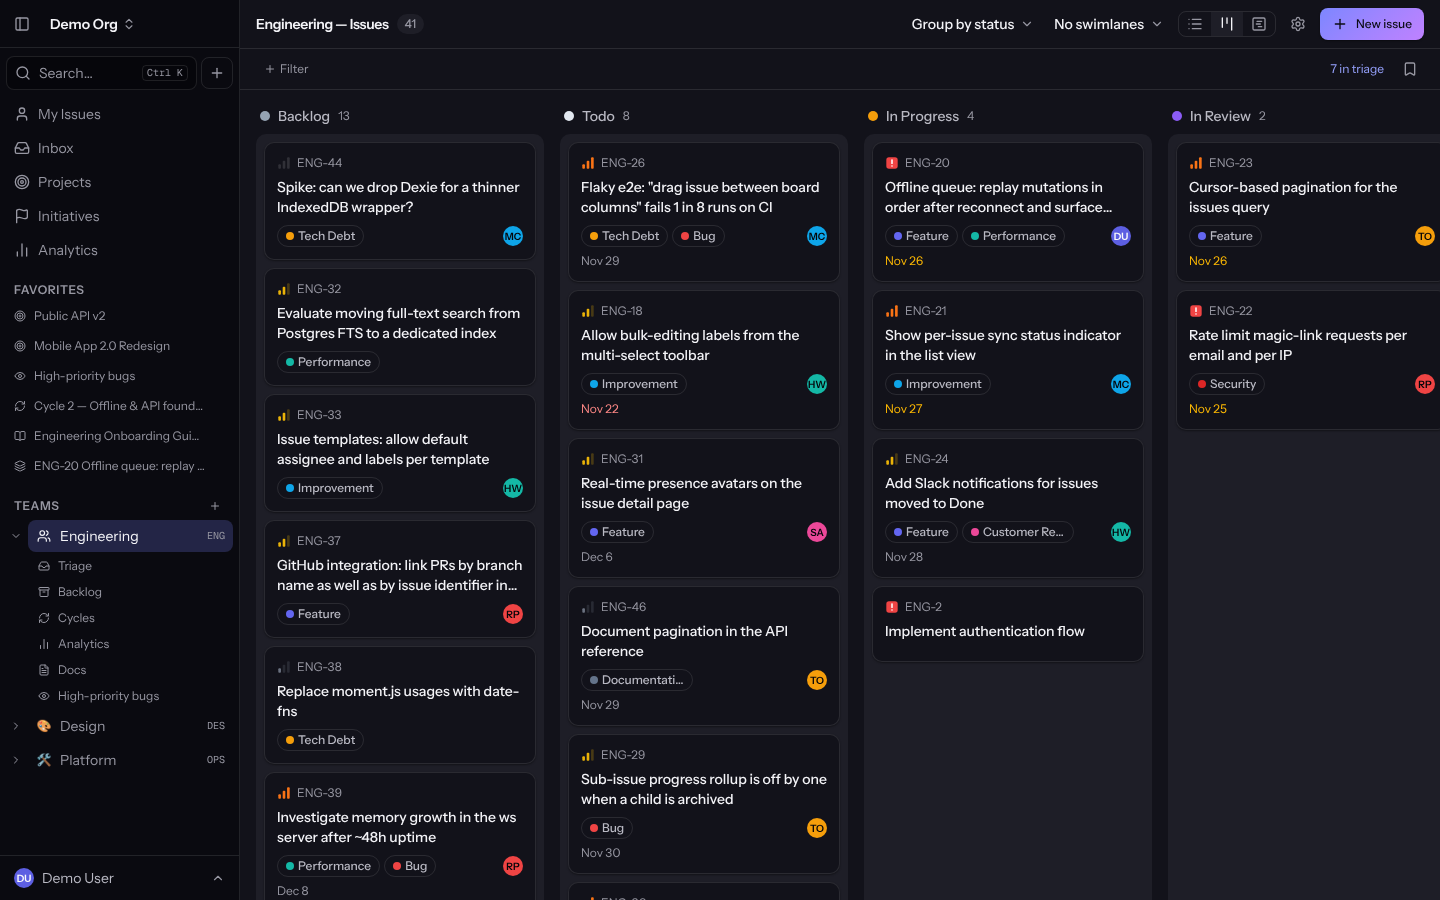 Demo Org
Search...
Ctrl K
My Issues
Inbox
Projects
Initiatives
Analytics
FAVORITES
Public API v2
Mobile App 2.0 Redesign
High-priority bugs
Cycle 2 — Offline & API found...
Engineering Onboarding Gui...
ENG-20 Offline queue: replay ...
TEAMS
Engineering
ENG
Triage
Backlog
Cycles
Analytics
Docs
High-priority bugs
Design
DES
Platform
OPS
DU
Demo User
Engineering — Issues
41
Group by status
No swimlanes
New issue
Filter
7 in triage
Backlog
13
ENG-44
Spike: can we drop Dexie for a thinner
IndexedDB wrapper?
Tech Debt
MC
ENG-32
Evaluate moving full-text search from
Postgres FTS to a dedicated index
Performance
ENG-33
Issue templates: allow default
assignee and labels per template
Improvement
HW
ENG-37
GitHub integration: link PRs by branch
name as well as by issue identifier in...
Feature
RP
ENG-38
Replace moment.js usages with date-
fns
Tech Debt
ENG-39
Investigate memory growth in the ws
server after ~48h uptime
Performance
Bug
RP
Dec 8
Todo
8
ENG-26
Flaky e2e: "drag issue between board
columns" fails 1 in 8 runs on CI
Tech Debt
Bug
MC
Nov 29
ENG-18
Allow bulk-editing labels from the
multi-select toolbar
Improvement
HW
Nov 22
ENG-31
Real-time presence avatars on the
issue detail page
Feature
SA
Dec 6
ENG-46
Document pagination in the API
reference
Documentati...
TO
Nov 29
ENG-29
Sub-issue progress rollup is off by one
when a child is archived
Bug
TO
Nov 30
In Progress
4
ENG-20
Offline queue: replay mutations in
order after reconnect and surface...
Feature
Performance
DU
Nov 26
ENG-21
Show per-issue sync status indicator
in the list view
Improvement
MC
Nov 27
ENG-24
Add Slack notifications for issues
moved to Done
Feature
Customer Re...
HW
Nov 28
ENG-2
Implement authentication flow
In Review
2
ENG-23
Cursor-based pagination for the
issues query
Feature
TO
Nov 26
ENG-22
Rate limit magic-link requests per
email and per IP
Security
RP
Nov 25